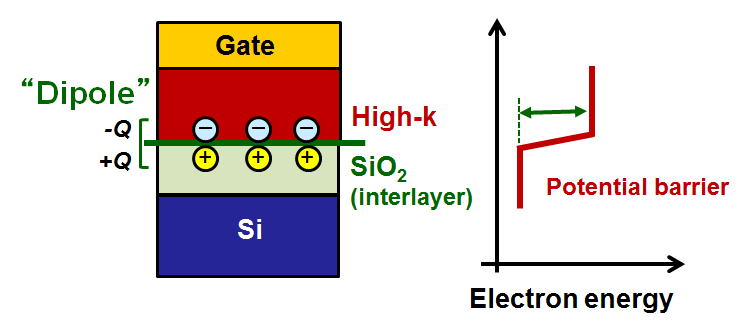 Gate
“Dipole”
-Q
+Q
− − −
+ + +
High-k
SiO₂
(interlayer)
Si
Potential barrier
Electron energy